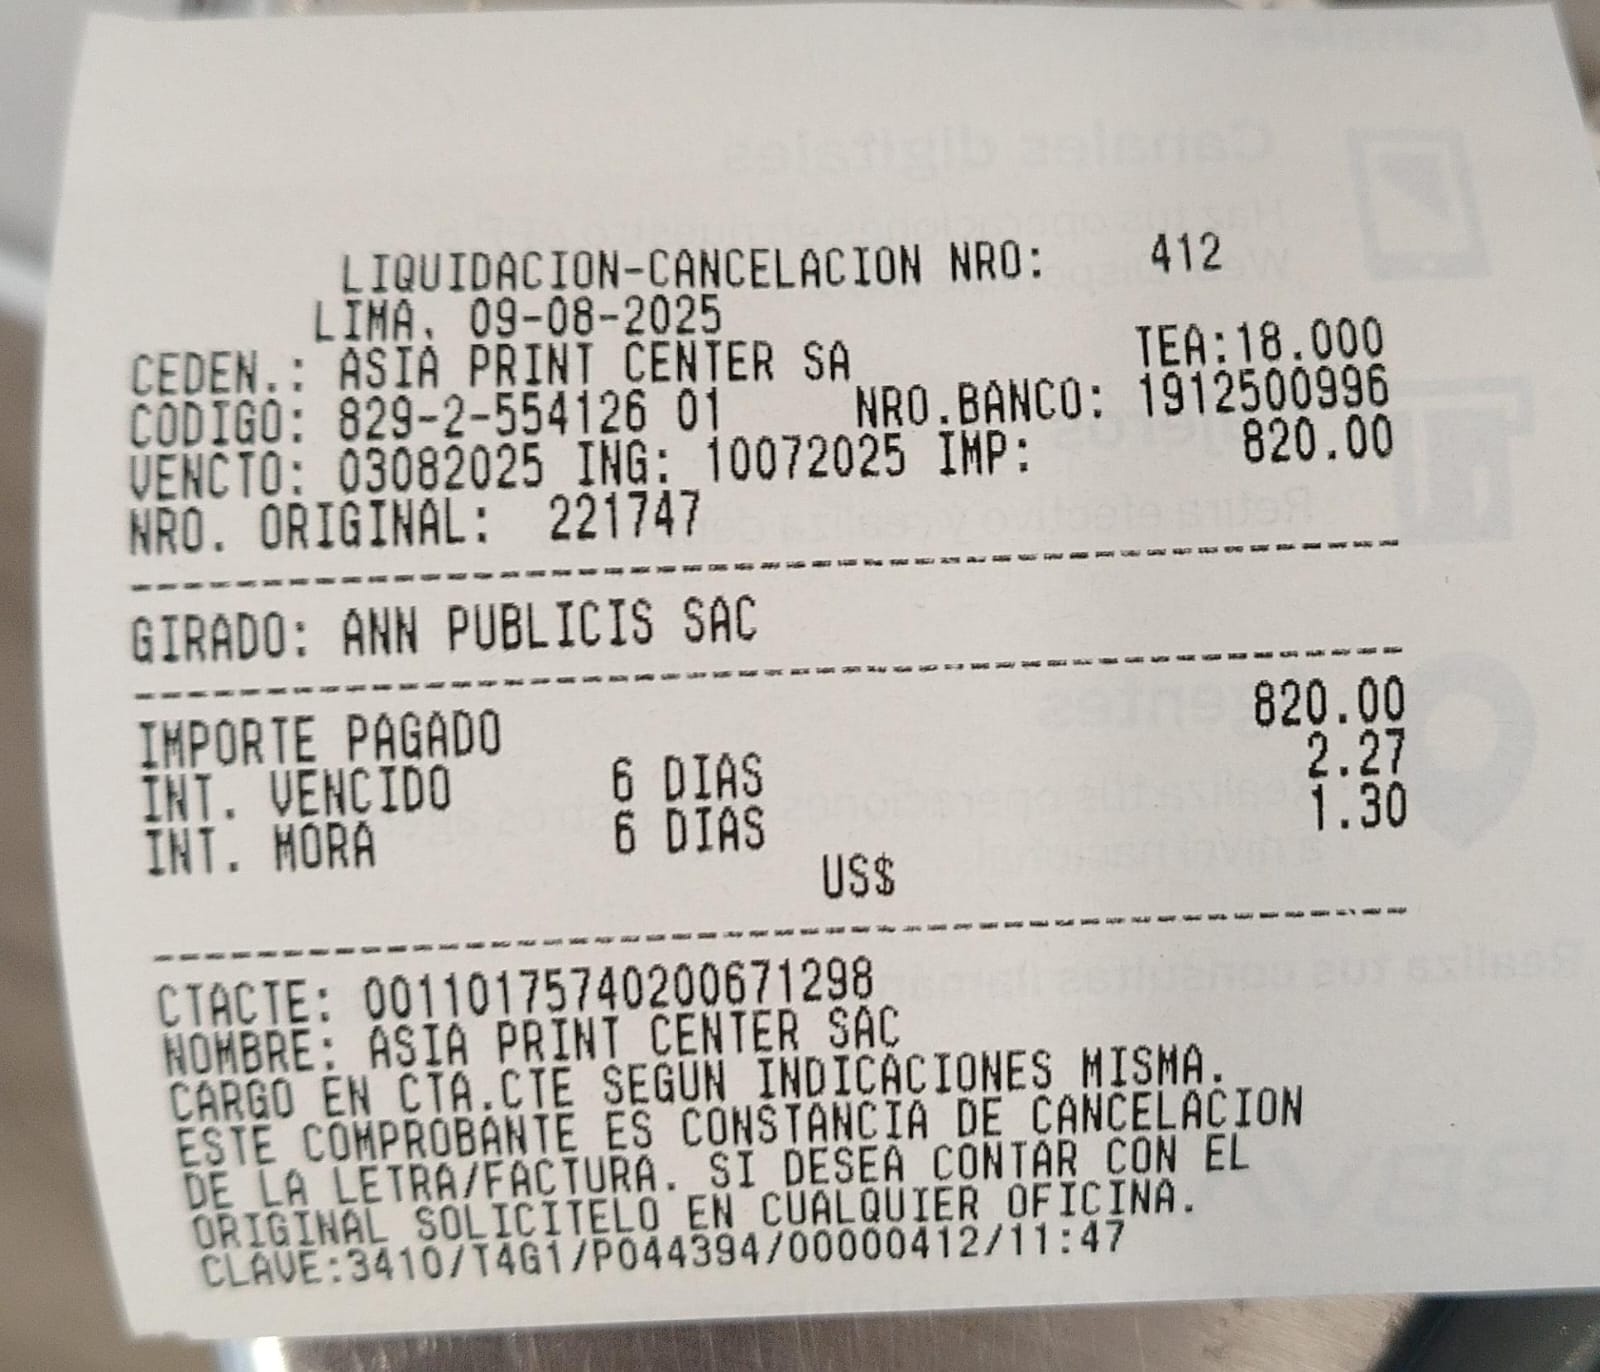 LIQUIDACION-CANCELACION NRO: 412
LIMA. 09-08-2025
CEDEN.: ASIA PRINT CENTER SA TEA:18.000
CODIGO: 829-2-554126 01 NRO.BANCO: 1912500996
VENCTO: 03082025 ING: 10072025 IMP: 820.00
NRO. ORIGINAL: 221747
GIRADO: ANN PUBLICIS SAC
IMPORTE PAGADO 820.00
INT. VENCIDO 6 DIAS 2.27
INT. MORA 6 DIAS 1.30
US$
CTACTE: 00110175740200671298
NOMBRE: ASIA PRINT CENTER SAC
CARGO EN CTA.CTE SEGUN INDICACIONES MISMA.
ESTE COMPROBANTE ES CONSTANCIA DE CANCELACION
DE LA LETRA/FACTURA. SI DESEA CONTAR CON EL
ORIGINAL SOLICITELO EN CUALQUIER OFICINA.
CLAVE:3410/T4G1/P044394/00000412/11:47
Canales digitales